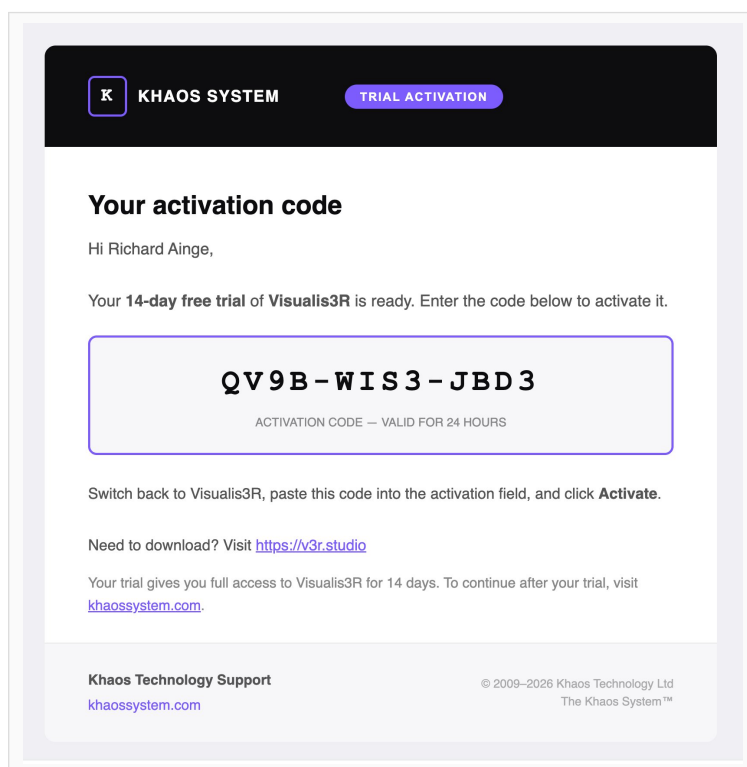 K
KHAOS SYSTEM
TRIAL ACTIVATION
Your activation code
Hi Richard Ainge,
Your 14-day free trial of Visualis3R is ready. Enter the code below to activate it.
QV9B-WIS3-JBD3
ACTIVATION CODE — VALID FOR 24 HOURS
Switch back to Visualis3R, paste this code into the activation field, and click Activate.
Need to download? Visit https://v3r.studio
Your trial gives you full access to Visualis3R for 14 days. To continue after your trial, visit
khaossystem.com.
Khaos Technology Support
khaossystem.com
© 2009–2026 Khaos Technology Ltd
The Khaos System™